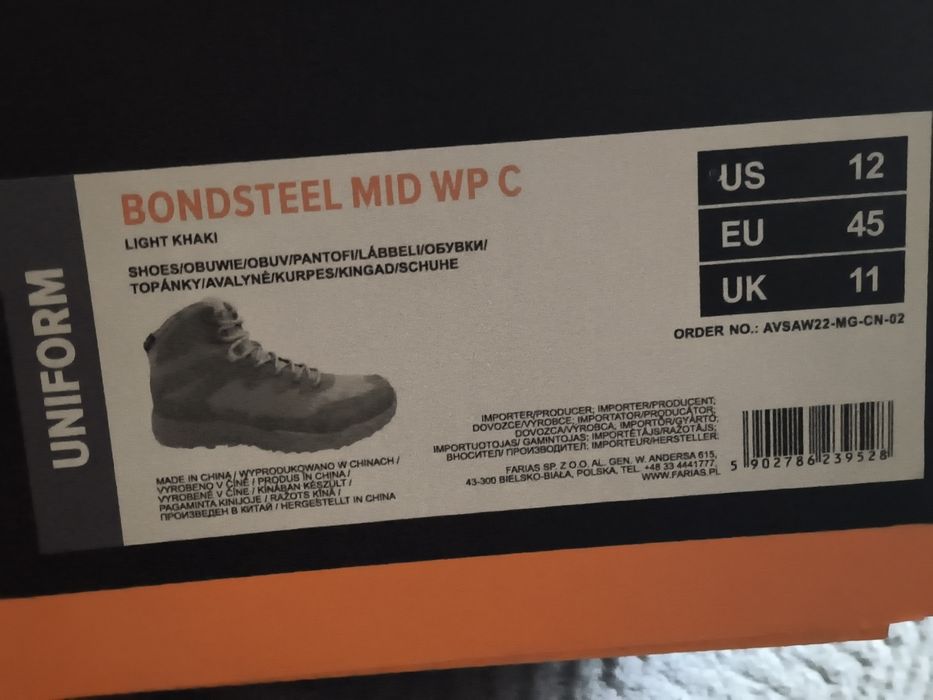 UNIFORM
BONDSTEEL MID WP C
LIGHT KHAKI
SHOES/OBUWIE/OBUV/PANTOFI/LÁBBELI/ОБУВКИ/
TOPÁNKY/AVALYNĖ/KURPES/KINGAD/SCHUHE
US 12
EU 45
UK 11
ORDER NO.: AVSAW22-MG-CN-02
MADE IN CHINA / WYPRODUKOWANO W CHINACH /
VYROBENO V ČÍNĚ / PRODUS IN CHINA /
VYROBENÉ V ČÍNE / KÍNÁBAN KÉSZÜLT /
PAGAMINTA KINIJOJE / RAŽOTS ĶĪNĀ /
ПРОИЗВЕДЕН В КИТАЙ / HERGESTELLT IN CHINA
IMPORTER/PRODUCER; IMPORTER/PRODUCENT;
DOVOZCE/VÝROBCE; IMPORTATOR/PRODUCĂTOR;
DOVOZCA/VÝROBCA, IMPORTŐR/GYÁRTÓ;
IMPORTUOTOJAS/ GAMINTOJAS; IMPORTĒTĀJS/RAŽOTĀJS;
ВНОСИТЕЛ/ ПРОИЗВОДИТЕЛ; IMPORTEUR/HERSTELLER
FARIAS SP. Z O.O. AL. GEN. W. ANDERSA 615,
43-300 BIELSKO-BIAŁA, POLSKA, TEL. +48 33 4441777,
WWW.FARIAS.PL
5 902786 239528